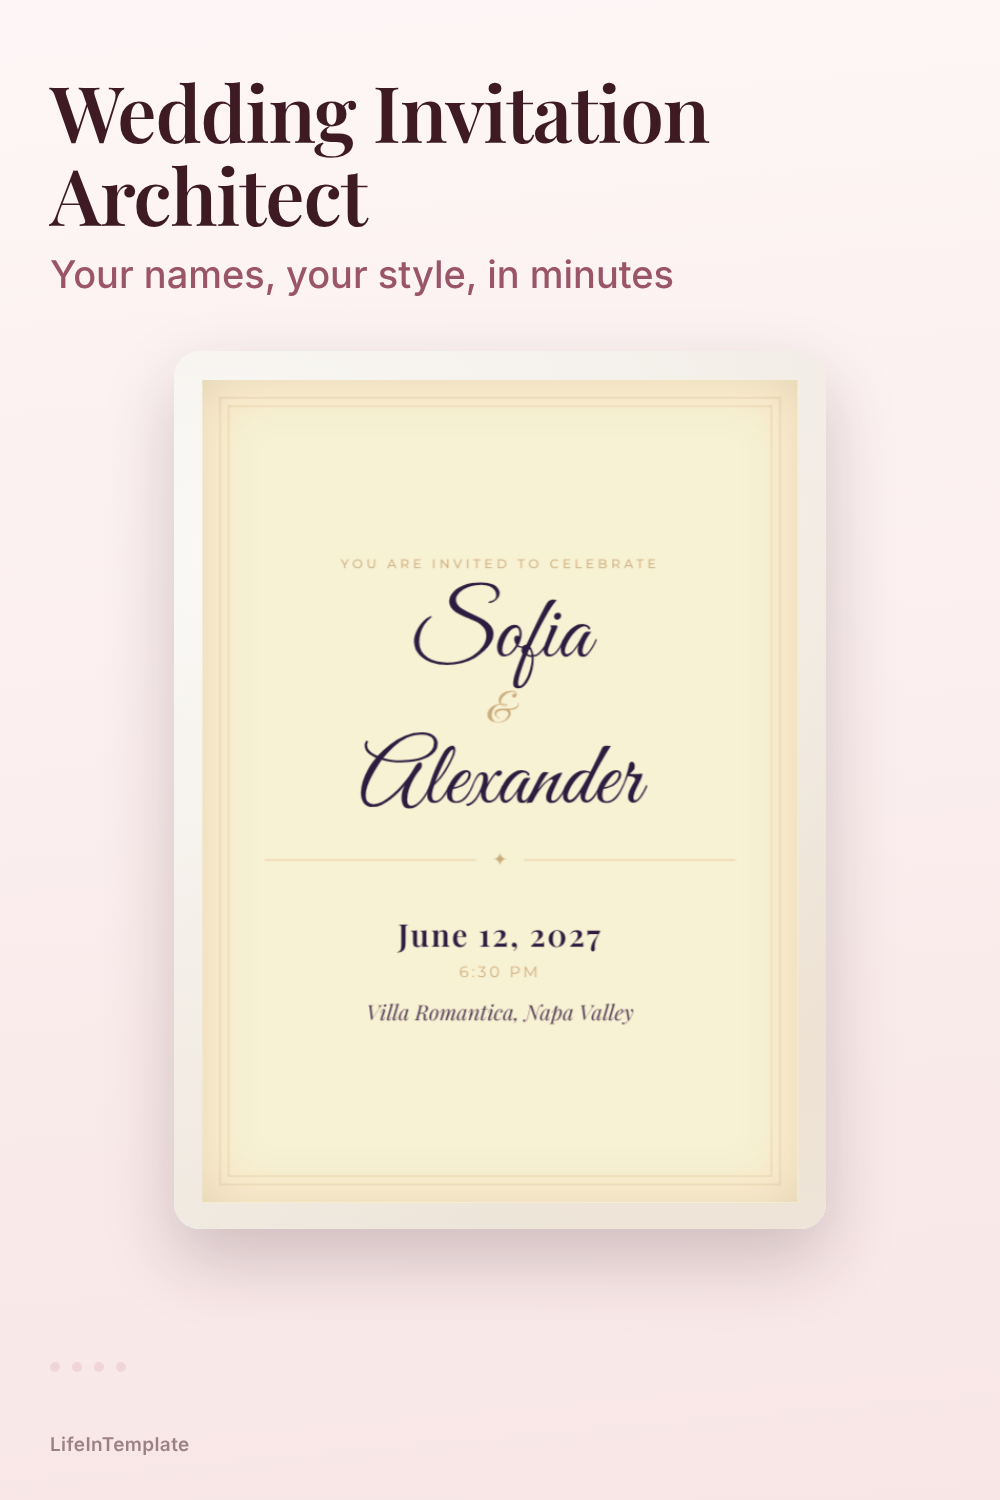 Wedding Invitation
Architect
Your names, your style, in minutes
YOU ARE INVITED TO CELEBRATE
Sofia
&
Alexander
June 12, 2027
6:30 PM
Villa Romantica, Napa Valley
LifeInTemplate